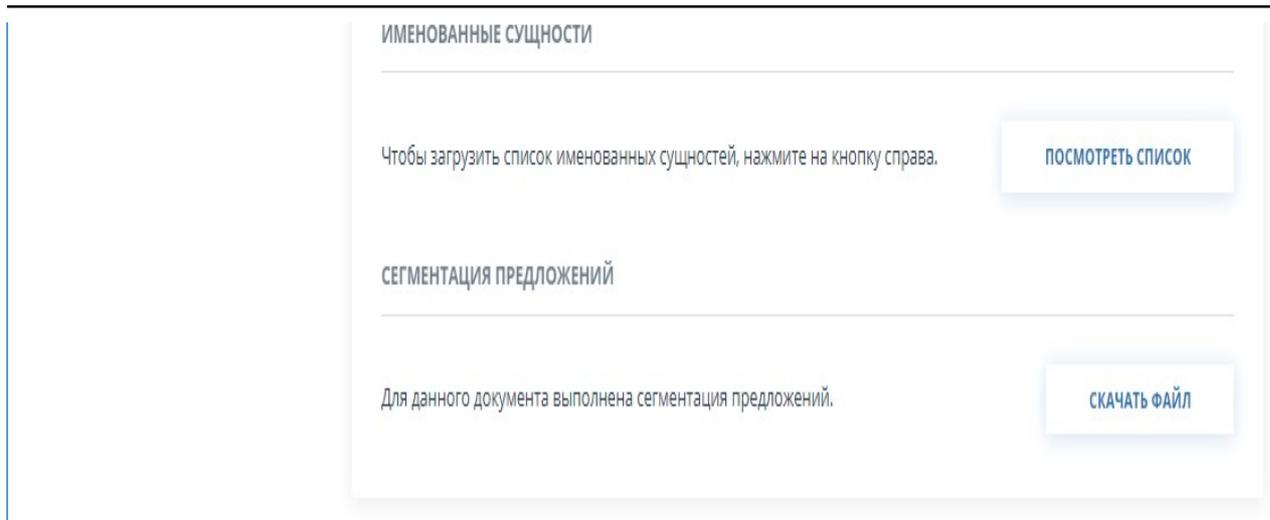 ИМЕНОВАННЫЕ СУЩНОСТИ
Чтобы загрузить список именованных сущностей, нажмите на кнопку справа.
ПОСМОТРЕТЬ СПИСОК
СЕГМЕНТАЦИЯ ПРЕДЛОЖЕНИЙ
Для данного документа выполнена сегментация предложений.
СКАЧАТЬ ФАЙЛ